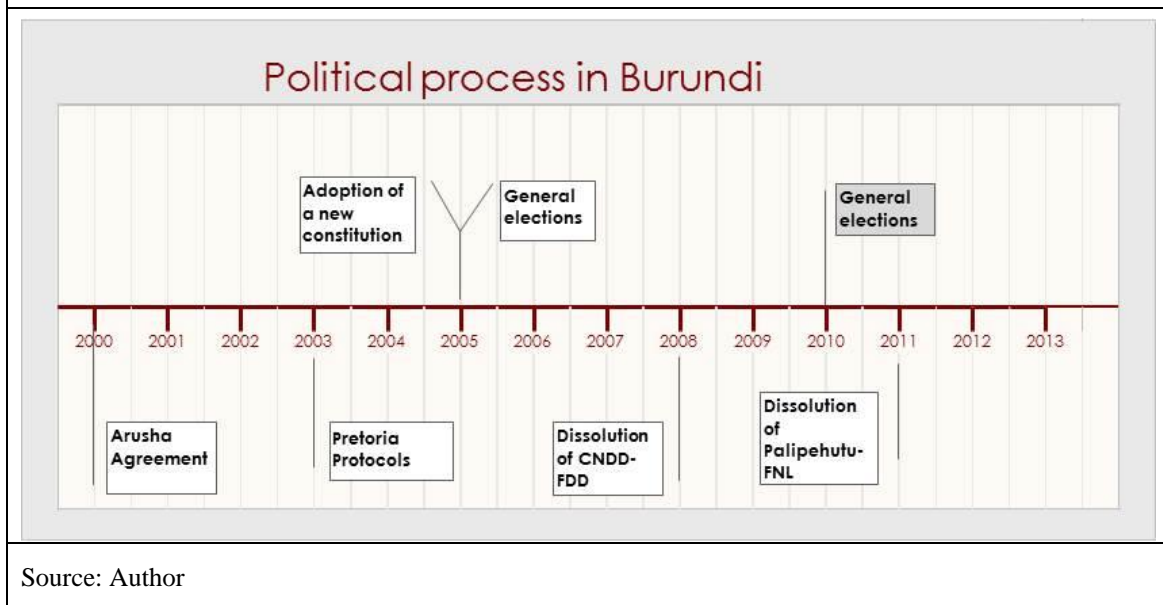 Political process in Burundi
Adoption of
a new
constitution
General
elections
General
elections
2000 2001 2002 2003 2004 2005 2006 2007 2008 2009 2010 2011 2012 2013
Arusha
Agreement
Pretoria
Protocols
Dissolution
of CNDD-
FDD
Dissolution
of
Palipehutu-
FNL
Source: Author